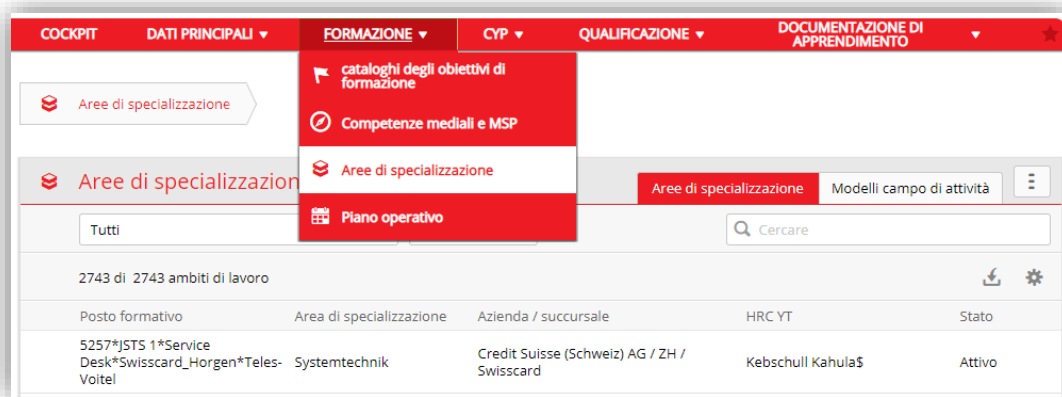 COCKPIT DATI PRINCIPALI ▼ FORMAZIONE ▼ CYP ▼ QUALIFICAZIONE ▼ DOCUMENTAZIONE DI
APPRENDIMENTO ▼
cataloghi degli obiettivi di
formazione
Competenze mediali e MSP
Aree di specializzazione
Piano operativo
Aree di specializzazione
Aree di specializzazion
Aree di specializzazione Modelli campo di attività
Tutti
Cercare
2743 di 2743 ambiti di lavoro
Posto formativo Area di specializzazione Azienda / succursale HRC YT Stato
5257*JSTS 1*Service
Desk*Swisscard_Horgen*Teles-
Voitel
Systemtechnik
Credit Suisse (Schweiz) AG / ZH /
Swisscard
Kebschull Kahula$
Attivo